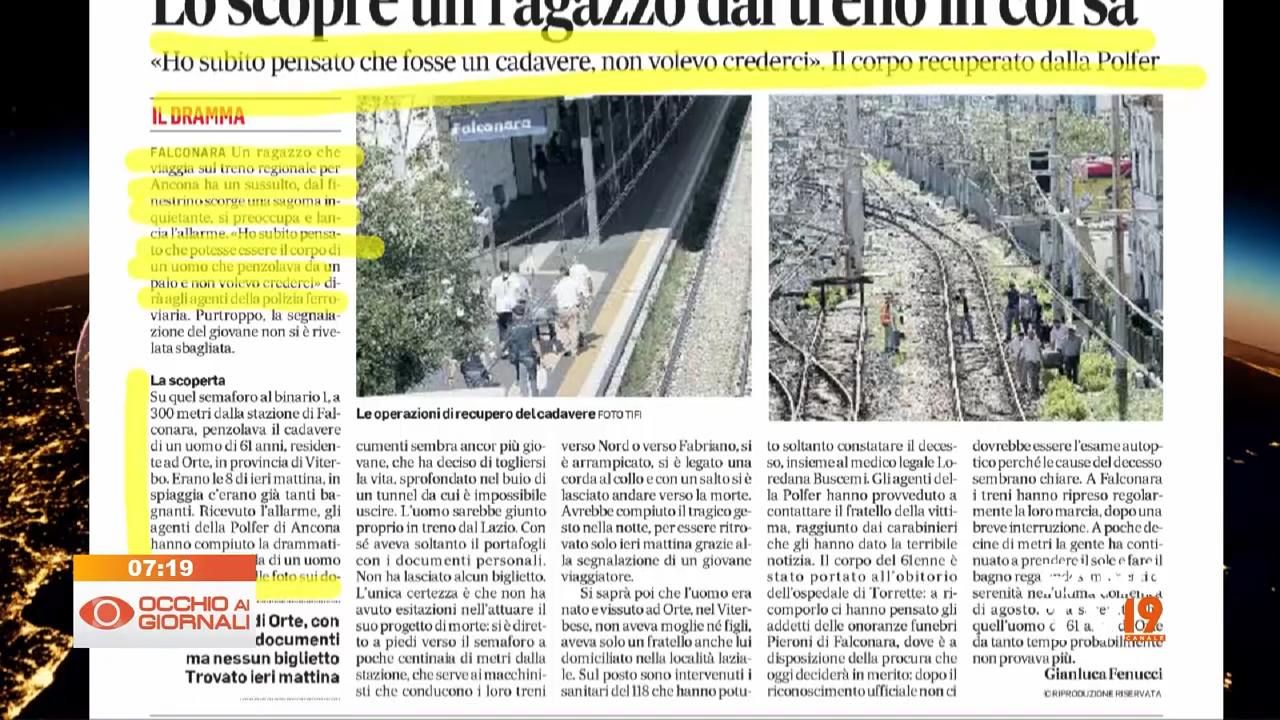 Lo scopre un ragazzo dal treno in corsa
«Ho subito pensato che fosse un cadavere, non volevo crederci». Il corpo recuperato dalla Polfer
IL DRAMMA
FALCONARA Un ragazzo che
viaggia sul treno regionale per
Ancona ha un sussulto, dal fi-
nestrino scorge una sagoma in-
quietante, si preoccupa e lan-
cia l'allarme. «Ho subito pensa-
to che potesse essere il corpo di
un uomo che penzolava da un
palo e non volevo crederci» di-
rà agli agenti della polizia ferro-
viaria. Purtroppo, la segnala-
zione del giovane non si è rive-
lata sbagliata.
La scoperta
Su quel semaforo al binario 1, a
300 metri dalla stazione di Fal-
conara, penzolava il cadavere
di un uomo di 61 anni, residen-
te ad Orte, in provincia di Viter-
bo. Erano le 8 di ieri mattina, in
spiaggia c'erano già tanti ba-
gnanti. Ricevuto l'allarme, gli
agenti della Polfer di Ancona
hanno compiuto la drammati-
la di un uomo
le foto sui do-
di Orte, con
documenti
ma nessun biglietto
Trovato ieri mattina
Falconara
Le operazioni di recupero del cadavere FOTO TIFI
cumenti sembra ancor più gio-
vane, che ha deciso di togliersi
la vita, sprofondato nel buio di
un tunnel da cui è impossibile
uscire. L'uomo sarebbe giunto
proprio in treno dal Lazio. Con
sé aveva soltanto il portafogli
con i documenti personali.
Non ha lasciato alcun biglietto.
L'unica certezza è che non ha
avuto esitazioni nell'attuare il
suo progetto di morte: si è diret-
to a piedi verso il semaforo a
poche centinaia di metri dalla
stazione, che serve ai macchini-
sti che conducono i loro treni
verso Nord o verso Fabriano, si
è arrampicato, si è legato una
corda al collo e con un salto si è
lasciato andare verso la morte.
Avrebbe compiuto il tragico ge-
sto nella notte, per essere ritro-
vato solo ieri mattina grazie al-
la segnalazione di un giovane
viaggiatore.
Si saprà poi che l'uomo era
nato e vissuto ad Orte, nel Viter-
bese, non aveva moglie né figli,
aveva solo un fratello anche lui
domiciliato nella località lazia-
le. Sul posto sono intervenuti i
sanitari del 118 che hanno potu-
to soltanto constatare il deces-
so, insieme al medico legale Lo-
redana Buscemi. Gli agenti del-
la Polfer hanno provveduto a
contattare il fratello della vitti-
ma, raggiunto dai carabinieri
che gli hanno dato la terribile
notizia. Il corpo del 61enne è
stato portato all'obitorio
dell'ospedale di Torrette: a ri-
comporlo ci hanno pensato gli
addetti delle onoranze funebri
Pieroni di Falconara, dove è a
disposizione della procura che
oggi deciderà in merito: dopo il
riconoscimento ufficiale non ci
dovrebbe essere l'esame autop-
tico perché le cause del decesso
sembrano chiare. A Falconara
i treni hanno ripreso regolar-
mente la loro marcia, dopo una
breve interruzione. A poche de-
cine di metri la gente ha conti-
nuato a prendere il sole e fare il
bagno
serenità nell'ultima domenica
di agosto.
quell'uomo 61
da tanto tempo probabilmente
non provava più.
Gianluca Fenucci
©RIPRODUZIONE RISERVATA
07:19
OCCHIO AI
GIORNALI
19
CANALE